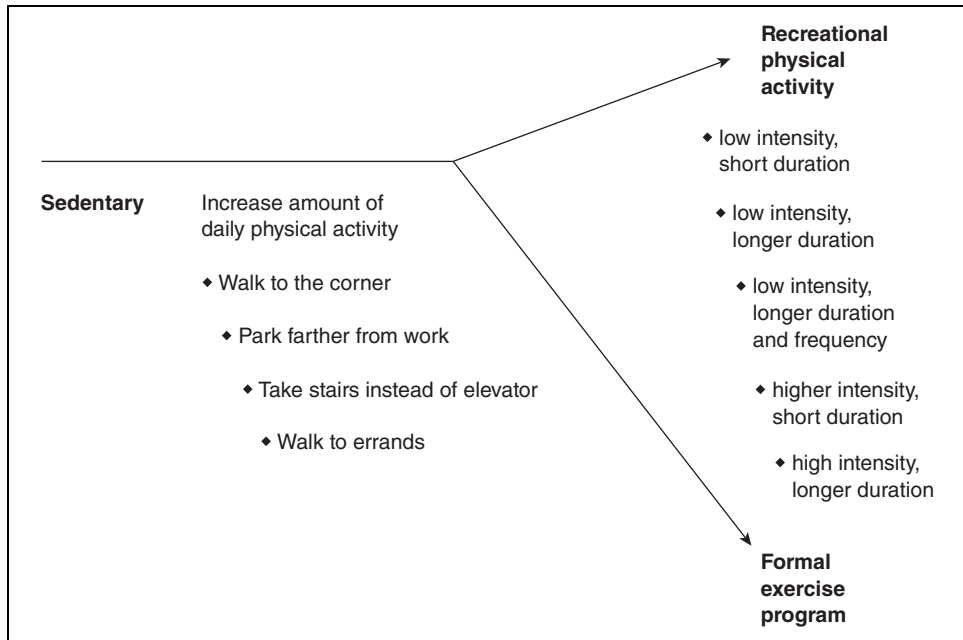 Recreational
physical
activity
◆ low intensity,
short duration
◆ low intensity,
longer duration
◆ low intensity,
longer duration
and frequency
◆ higher intensity,
short duration
◆ high intensity,
longer duration
Sedentary
Increase amount of
daily physical activity
◆ Walk to the corner
◆ Park farther from work
◆ Take stairs instead of elevator
◆ Walk to errands
Formal
exercise
program